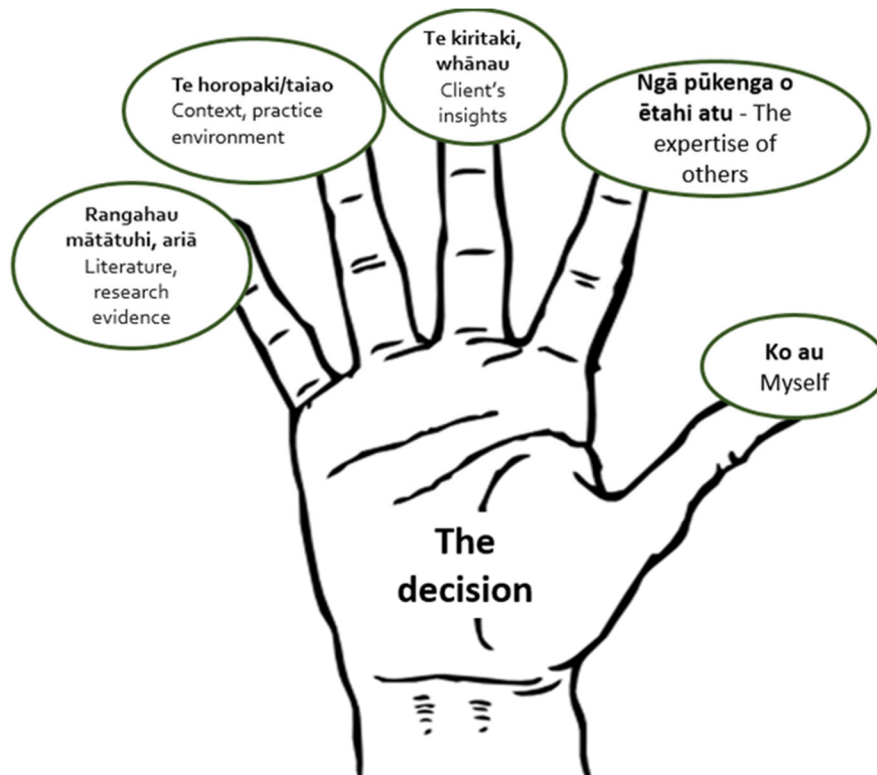 Te kiritaki,
whānau
Client's
insights
Te horopaki/taiao
Context, practice
environment
Ngā pūkenga o
ētahi atu - The
expertise of
others
Rangahau
mātātuhi, ariā
Literature,
research
evidence
Ko au
Myself
The
decision